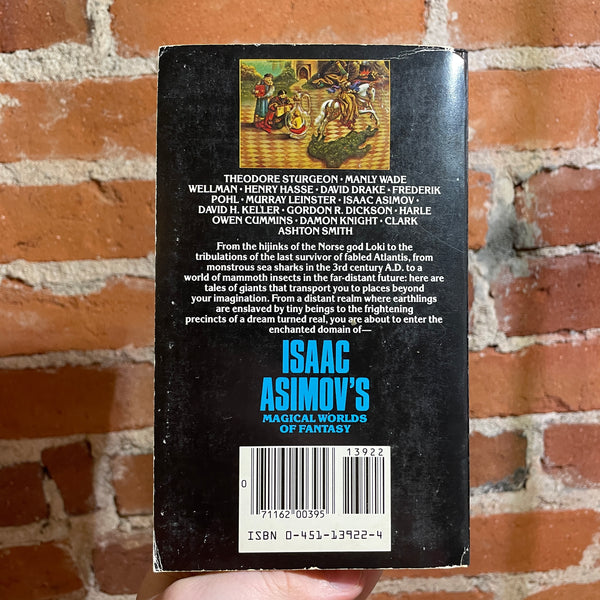 THEODORE STURGEON • MANLY WADE
WELLMAN • HENRY HASSE • DAVID DRAKE • FREDERIK
POHL • MURRAY LEINSTER • ISAAC ASIMOV •
DAVID H. KELLER • GORDON R. DICKSON • HARLE
OWEN CUMMINS • DAMON KNIGHT • CLARK
ASHTON SMITH
From the hijinks of the Norse god Loki to the
tribulations of the last survivor of fabled Atlantis, from
monstrous sea sharks in the 3rd century A.D. to a
world of mammoth insects in the far-distant future: here are
tales of giants that transport you to places beyond
your imagination. From a distant realm where earthlings
are enslaved by tiny beings to the frightening
precincts of a dream turned real, you are about to enter the
enchanted domain of—
ISAAC
ASIMOV'S
MAGICAL WORLDS
OF FANTASY
13922
0
71162 00395
ISBN 0-451-13922-4